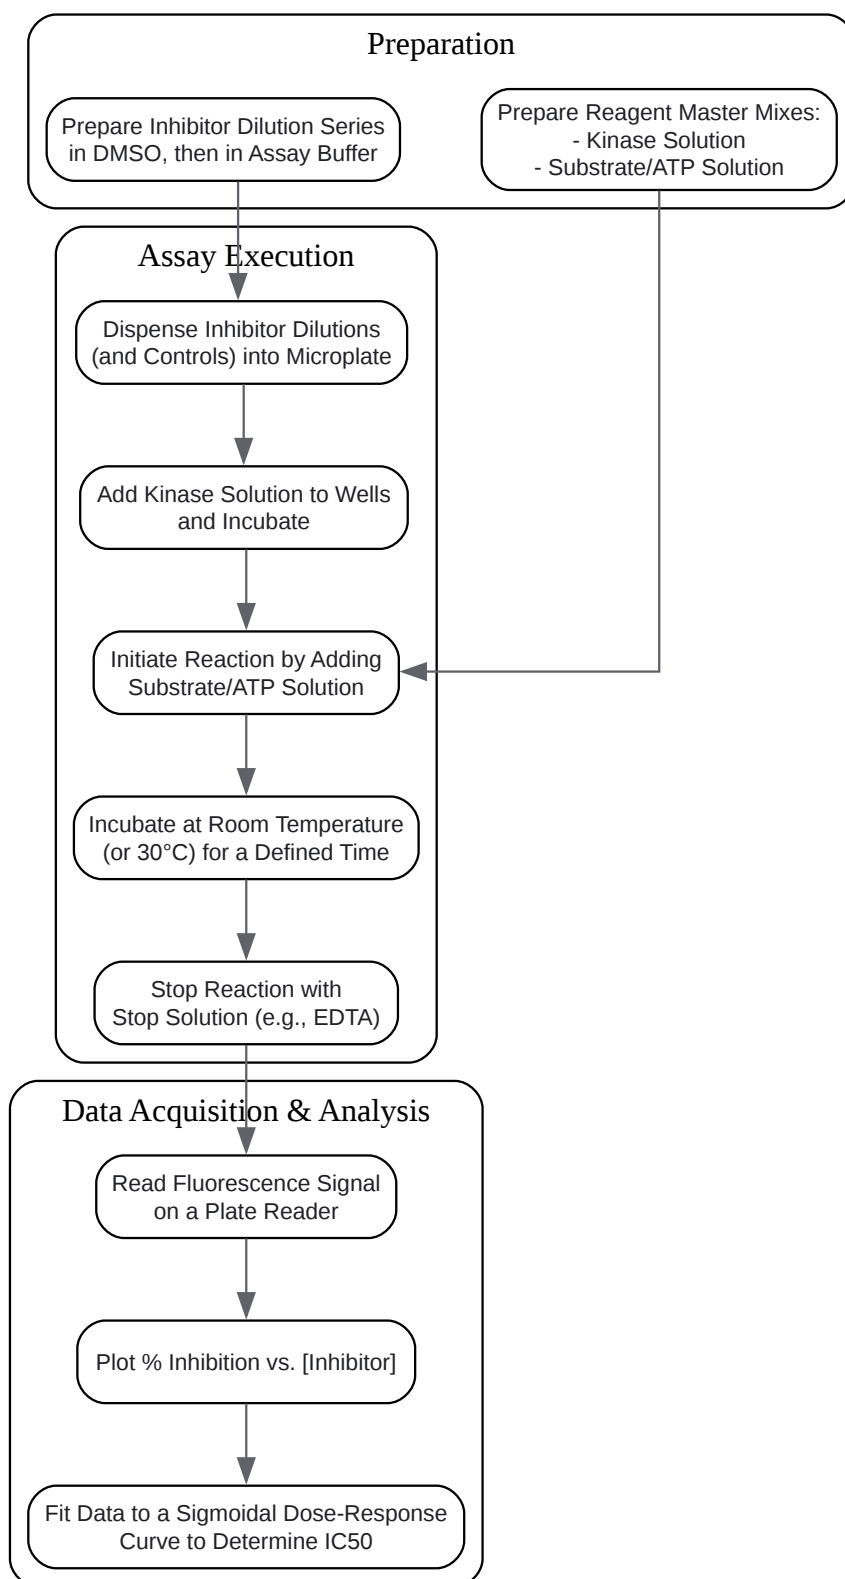 Preparation
Prepare Inhibitor Dilution Series
in DMSO, then in Assay Buffer
Prepare Reagent Master Mixes:
- Kinase Solution
- Substrate/ATP Solution
Assay Execution
Dispense Inhibitor Dilutions
(and Controls) into Microplate
Add Kinase Solution to Wells
and Incubate
Initiate Reaction by Adding
Substrate/ATP Solution
Incubate at Room Temperature
(or 30°C) for a Defined Time
Stop Reaction with
Stop Solution (e.g., EDTA)
Data Acquisition & Analysis
Read Fluorescence Signal
on a Plate Reader
Plot % Inhibition vs. [Inhibitor]
Fit Data to a Sigmoidal Dose-Response
Curve to Determine IC50